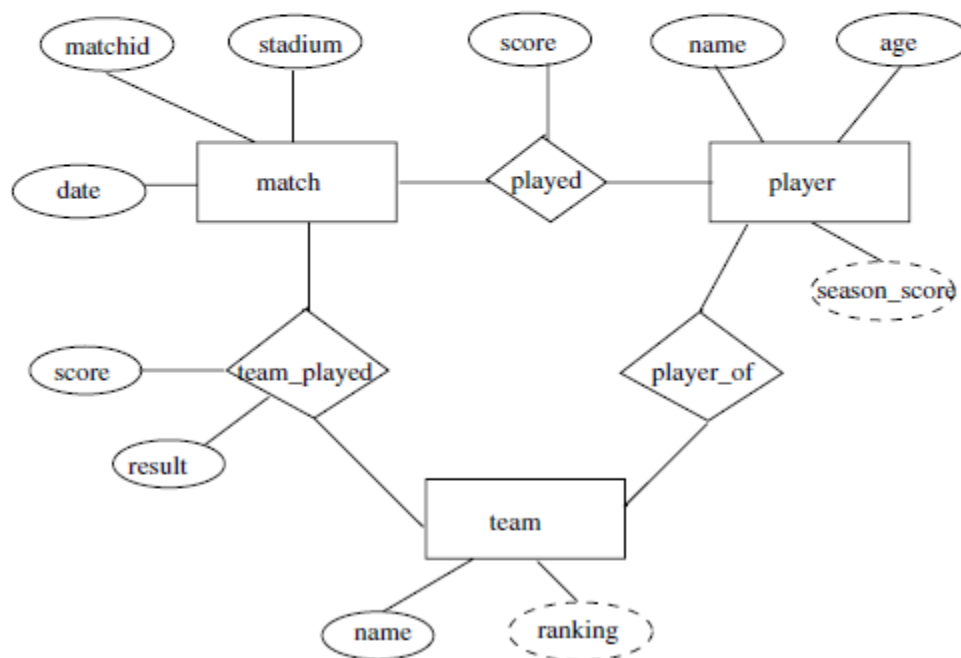 matchid
stadium
score
name
age
date
match
played
player
season_score
score
team_played
player_of
result
team
name
ranking